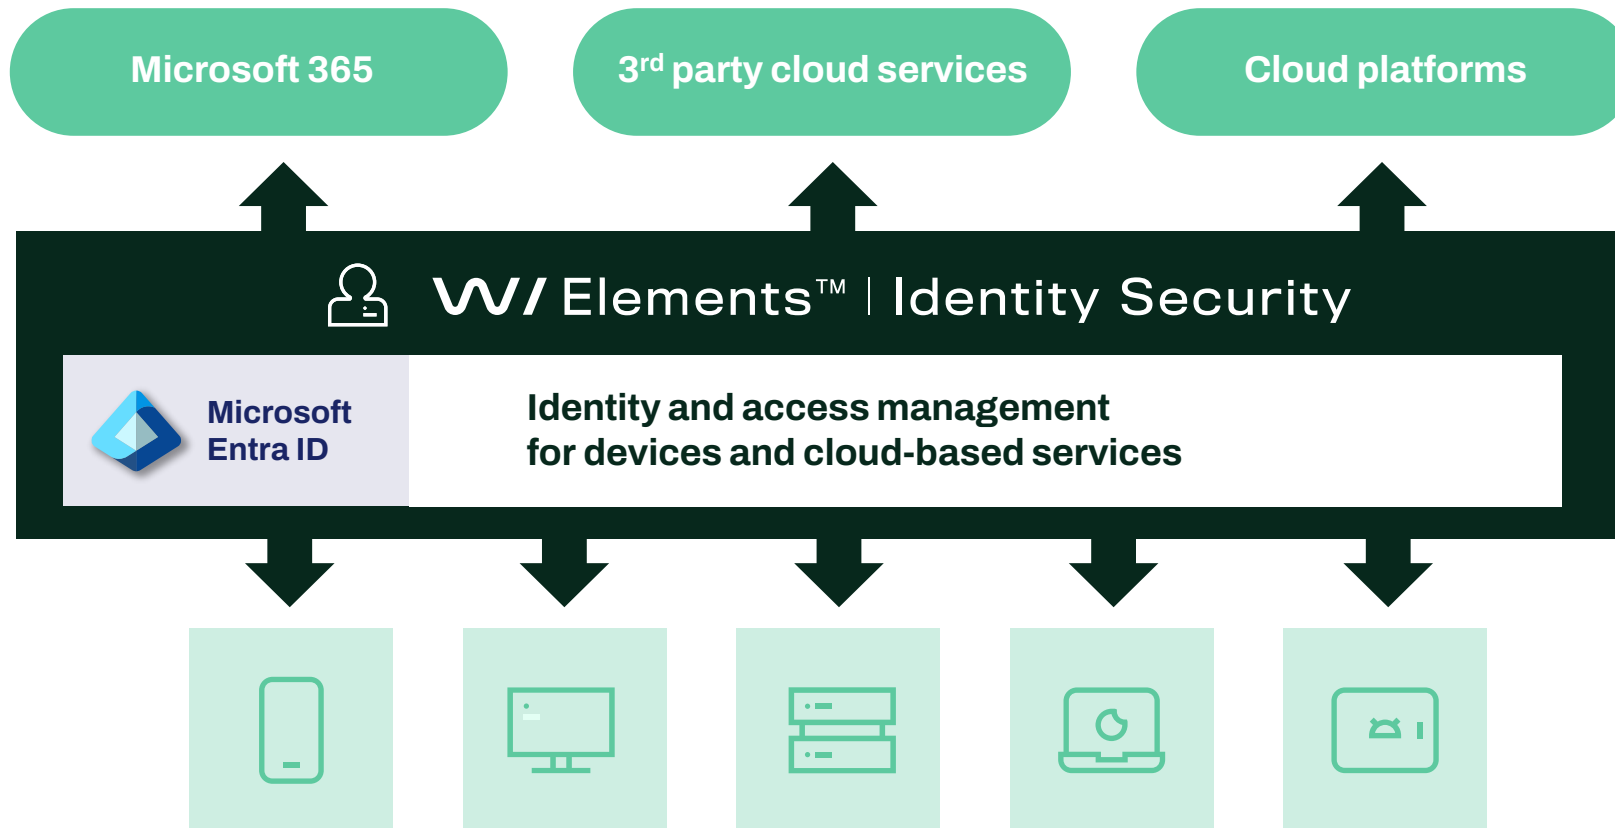 Microsoft 365
3rd party cloud services
Cloud platforms
W/ Elements™ | Identity Security
Microsoft
Entra ID
Identity and access management
for devices and cloud-based services